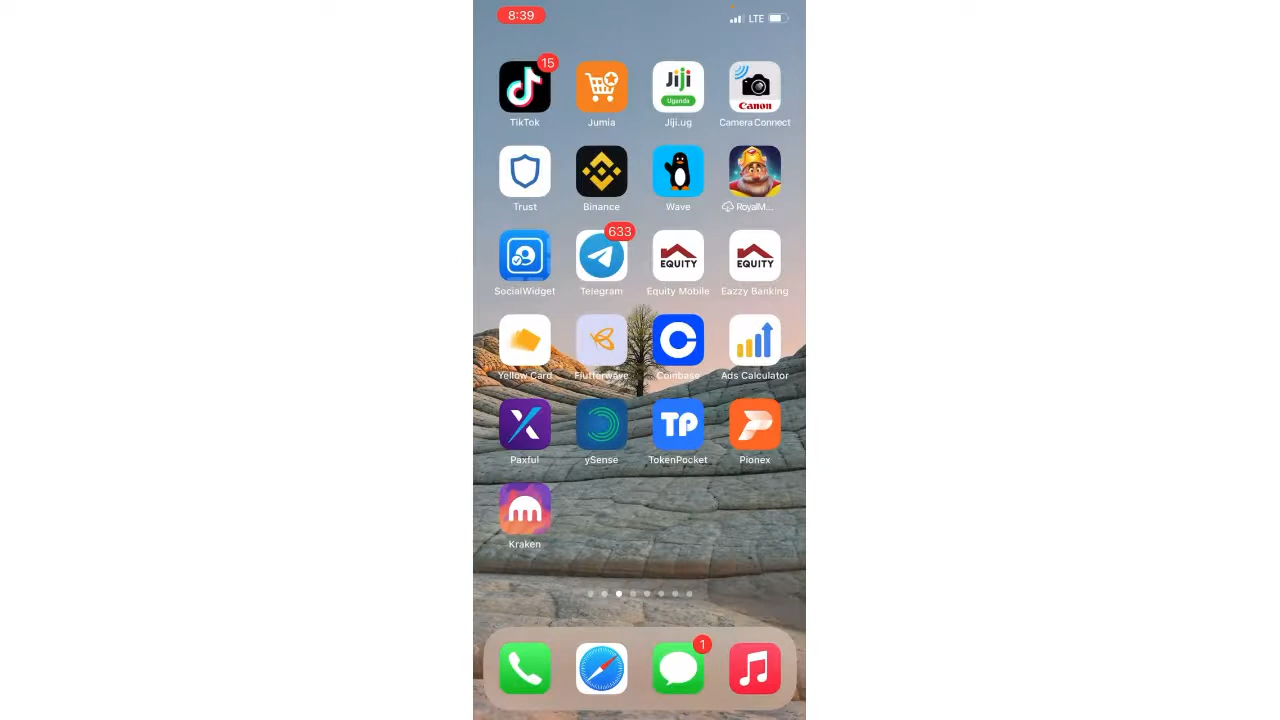 8:39 LTE
15
Jiji
Uganda
Canon
TikTok Jumia Jiji.ug Camera Connect
Trust Binance Wave RoyalM...
633
EQUITY EQUITY
SocialWidget Telegram Equity Mobile Eazzy Banking
Yellow Card Flutterwave Coinbase Ads Calculator
TP
Paxful ySense TokenPocket Pionex
Kraken
1